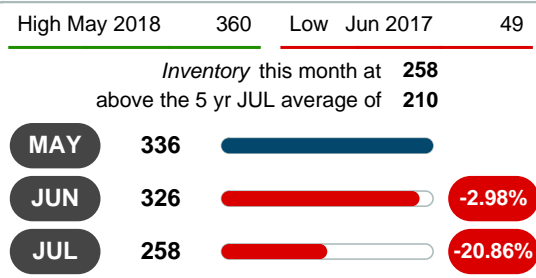 High May 2018 360 Low Jun 2017 49
Inventory this month at 258
above the 5 yr JUL average of 210
MAY 336
JUN 326 -2.98%
JUL 258 -20.86%